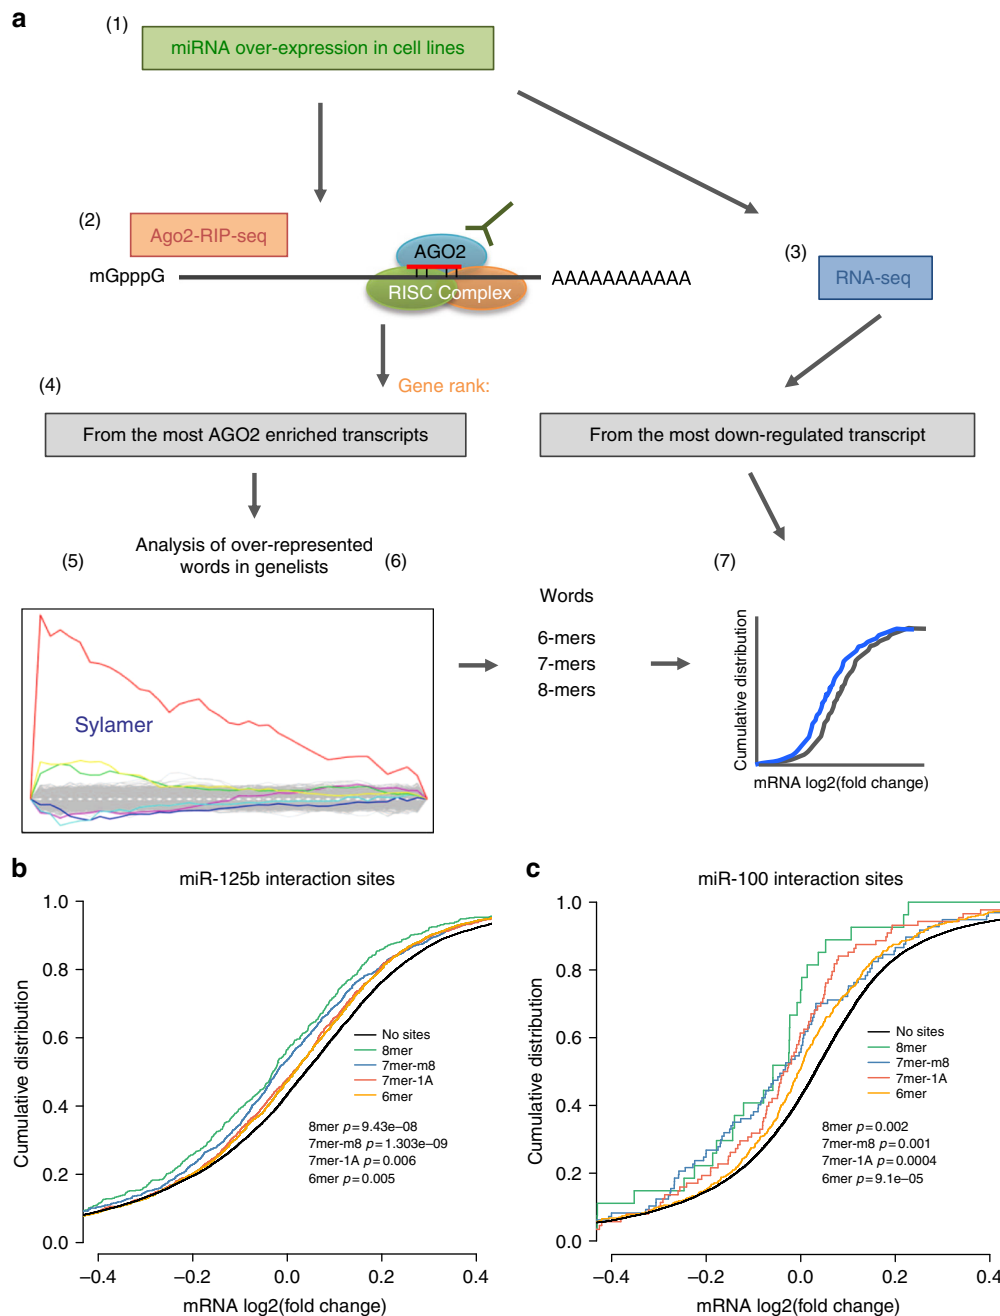 a
(1)
miRNA over-expression in cell lines
(2)
Ago2-RIP-seq
AGO2
mGpppG
AAAAAAAAAAA
RISC Complex
(3)
RNA-seq
(4)
Gene rank:
From the most AGO2 enriched transcripts
From the most down-regulated transcript
(5)
Analysis of over-represented
words in genelists
(6)
(7)
Sylamer
Words
6-mers
7-mers
8-mers
Cumulative distribution
mRNA log2(fold change)
b
miR-125b interaction sites
Cumulative distribution
1.0
0.8
0.6
0.4
0.2
0.0
No sites
8mer
7mer-m8
7mer-1A
6mer
8mer p = 9.43e–08
7mer-m8 p = 1.303e–09
7mer-1A p = 0.006
6mer p = 0.005
–0.4 –0.2 0.0 0.2 0.4
mRNA log2(fold change)
c
miR-100 interaction sites
Cumulative distribution
1.0
0.8
0.6
0.4
0.2
0.0
No sites
8mer
7mer-m8
7mer-1A
6mer
8mer p = 0.002
7mer-m8 p = 0.001
7mer-1A p = 0.0004
6mer p = 9.1e–05
–0.4 –0.2 0.0 0.2 0.4
mRNA log2(fold change)